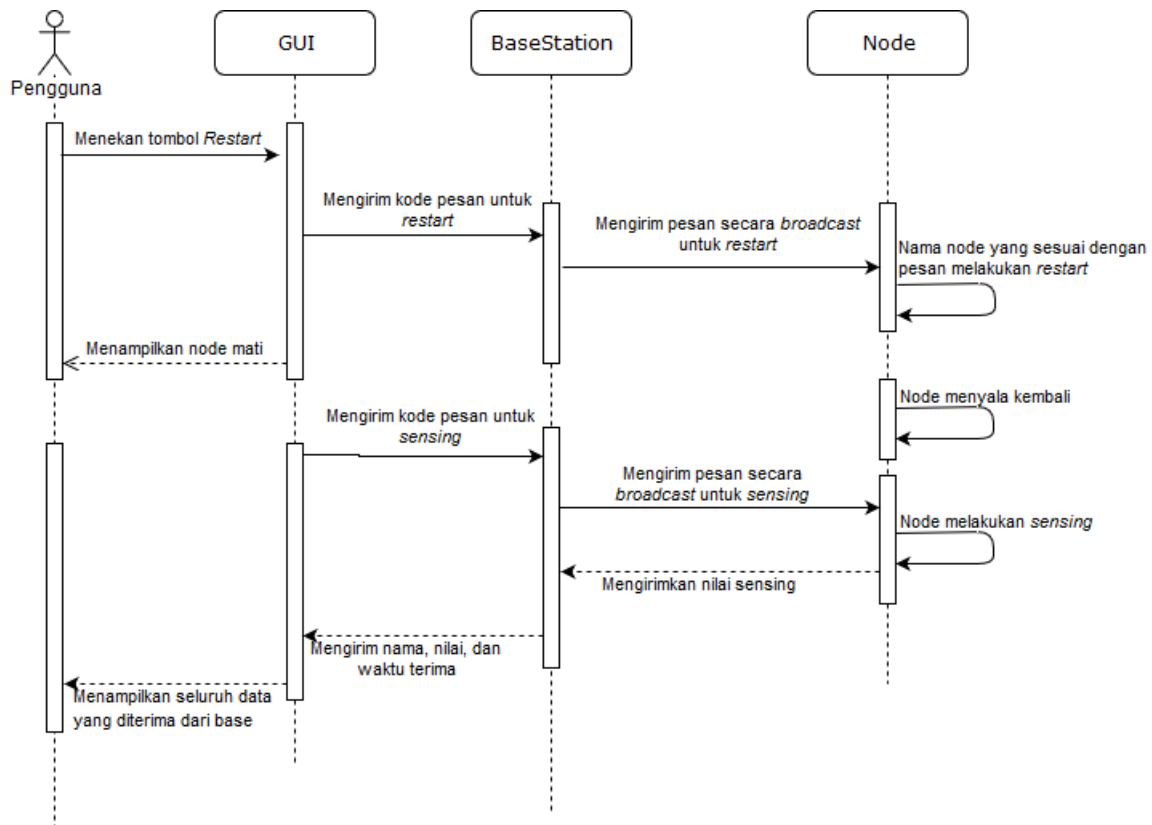 GUI
BaseStation
Node
Pengguna
Menekan tombol Restart
Mengirim kode pesan untuk
restart
Mengirim pesan secara broadcast
untuk restart
Nama node yang sesuai dengan
pesan melakukan restart
Menampilkan node mati
Node menyala kembali
Mengirim kode pesan untuk
sensing
Mengirim pesan secara
broadcast untuk sensing
Node melakukan sensing
Mengirimkan nilai sensing
Mengirim nama, nilai, dan
waktu terima
Menampilkan seluruh data
yang diterima dari base